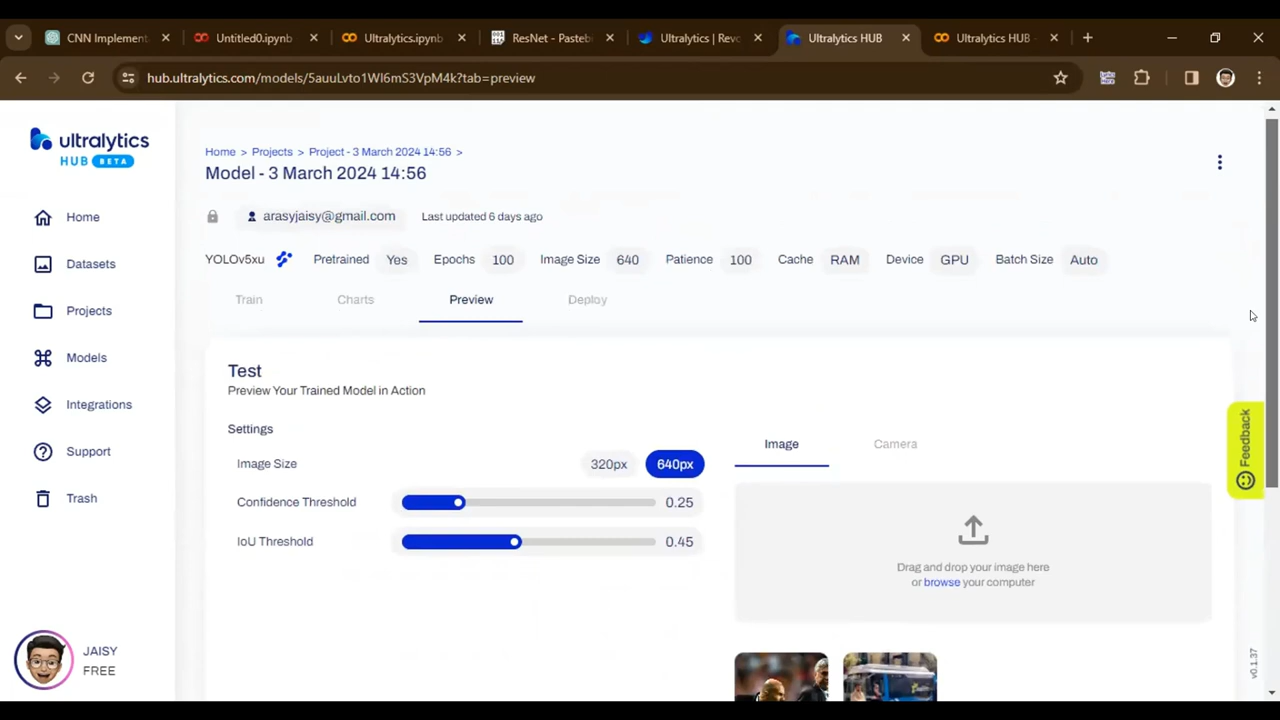 CNN Implement
Untitled0.ipynb
Ultralytics.ipynb
ResNet - Pasteb
Ultralytics | Revo
Ultralytics HUB
Ultralytics HUB -
hub.ultralytics.com/models/5auuLvto1Wl6mS3VpM4k?tab=preview
ultralytics
HUB BETA
Home
Datasets
Projects
Models
Integrations
Support
Trash
JAISY
FREE
Home > Projects > Project - 3 March 2024 14:56 >
Model - 3 March 2024 14:56
arasyjaisy@gmail.com Last updated 6 days ago
YOLOv5xu Pretrained Yes Epochs 100 Image Size 640 Patience 100 Cache RAM Device GPU Batch Size Auto
Train Charts Preview Deploy
Test
Preview Your Trained Model in Action
Settings
Image Size 320px 640px
Confidence Threshold 0.25
IoU Threshold 0.45
Image Camera
Drag and drop your image here
or browse your computer
Feedback
v0.1.37